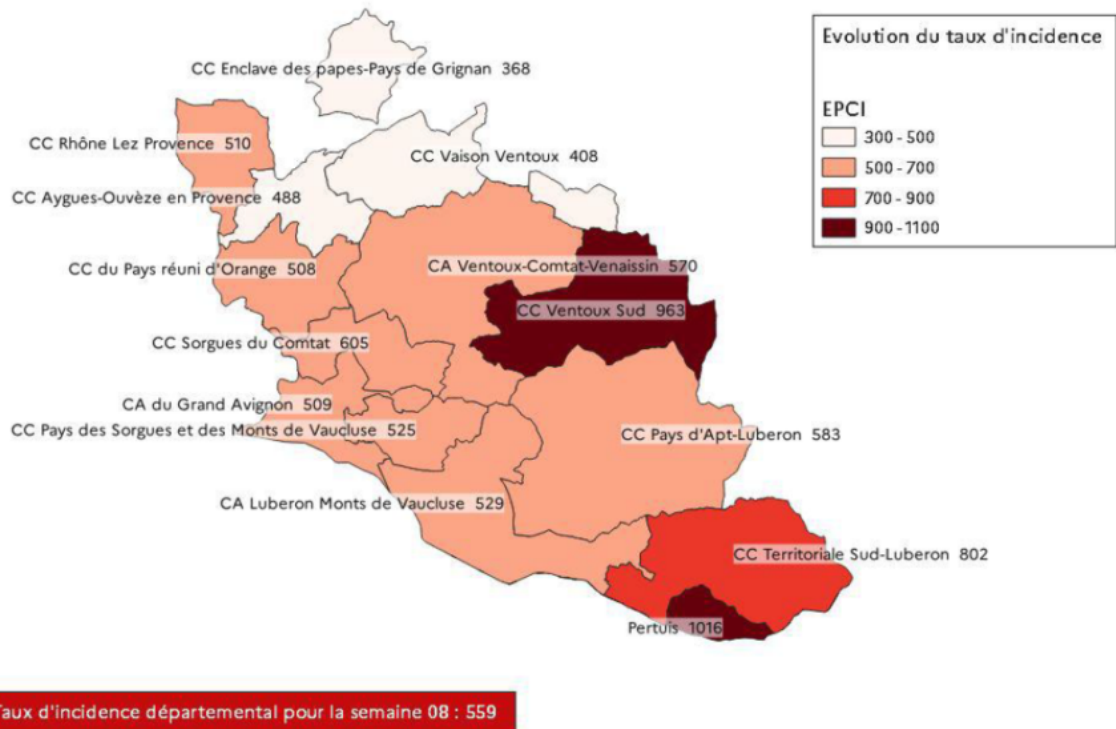 Evolution du taux d'incidence
EPCI
300 - 500
500 - 700
700 - 900
900 - 1100
CC Enclave des papes-Pays de Grignan 368
CC Rhône Lez Provence 510
CC Vaison Ventoux 408
CC Aygues-Ouvèze en Provence 488
CC du Pays réuni d'Orange 508
CA Ventoux-Comtat-Venaissin 570
CC Ventoux Sud 963
CC Sorgues du Comtat 605
CA du Grand Avignon 509
CC Pays des Sorgues et des Monts de Vaucluse 525
CC Pays d'Apt-Luberon 583
CA Luberon Monts de Vaucluse 529
CC Territoriale Sud-Luberon 802
Pertuis 1016
Taux d'incidence départemental pour la semaine 08 : 559